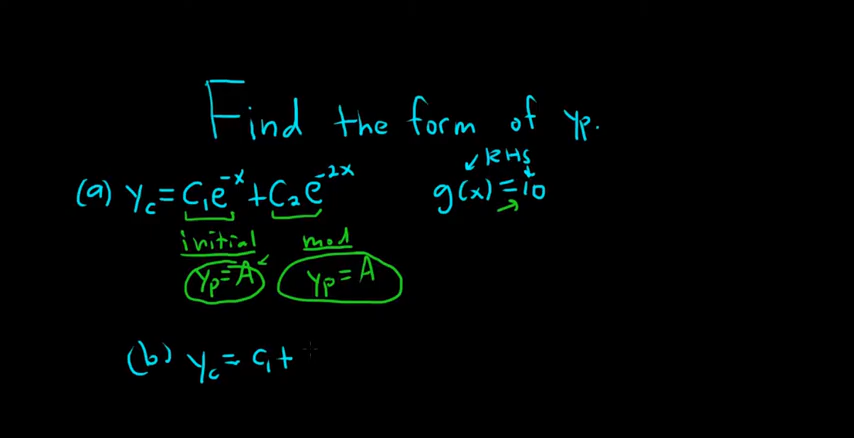 Find the form of yp.
RHS
(a) yc = C₁e^-x + C₂e^-2x g(x) = 10
initial mod
yp = A yp = A
(b) yc = c₁ +